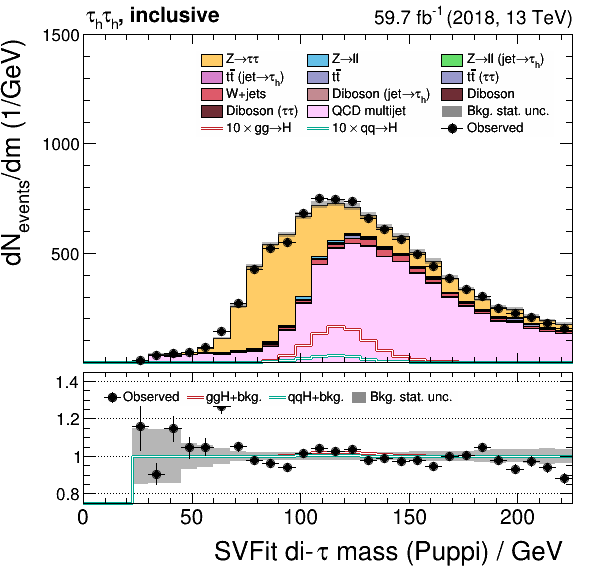 τₕτₕ, inclusive 59.7 fb⁻¹ (2018, 13 TeV)
dN_events/dm (1/GeV)
1500
1000
500
Z→ττ Z→ll Z→ll (jet→τₕ)
tt̄ (jet→τₕ) tt̄ tt̄ (ττ)
W+jets Diboson (jet→τₕ) Diboson
Diboson (ττ) QCD multijet Bkg. stat. unc.
10 × gg→H 10 × qq→H Observed
1.4
1.2
1.0
0.8
Observed ggH+bkg. qqH+bkg. Bkg. stat. unc.
0 50 100 150 200
SVFit di-τ mass (Puppi) / GeV